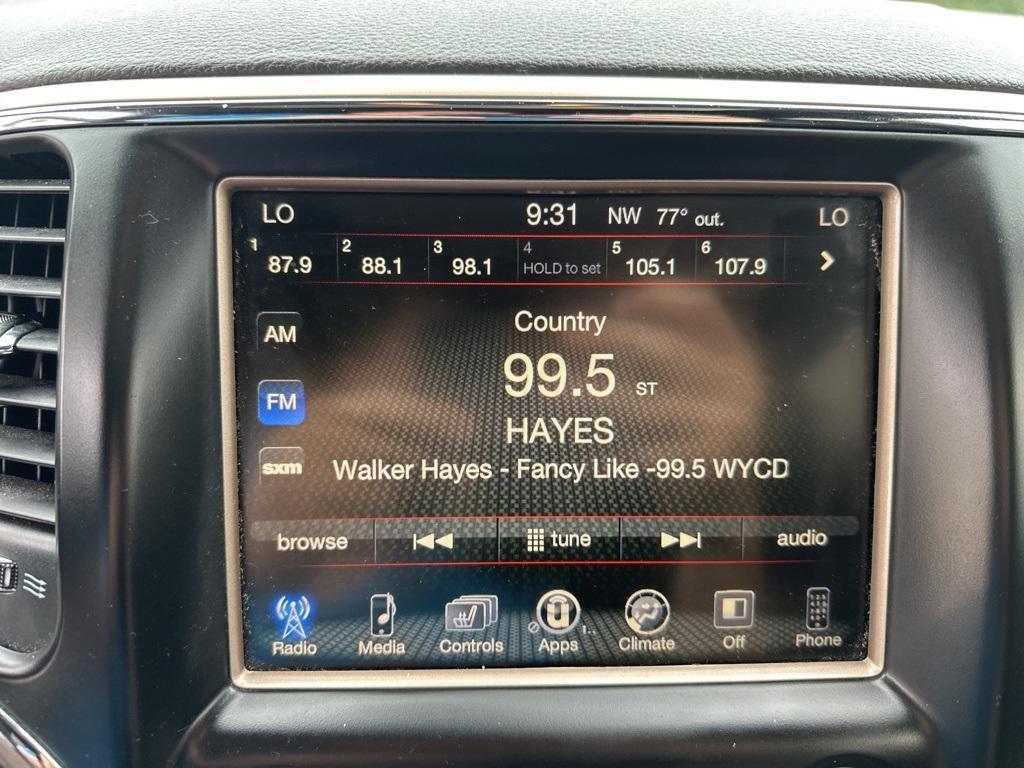 LO 9:31 NW 77° out. LO
1 87.9 2 88.1 3 98.1 4 HOLD to set 5 105.1 6 107.9
AM
FM
sxm
Country
99.5 ST
HAYES
Walker Hayes - Fancy Like -99.5 WYCD
browse tune audio
Radio Media Controls Apps Climate Off Phone